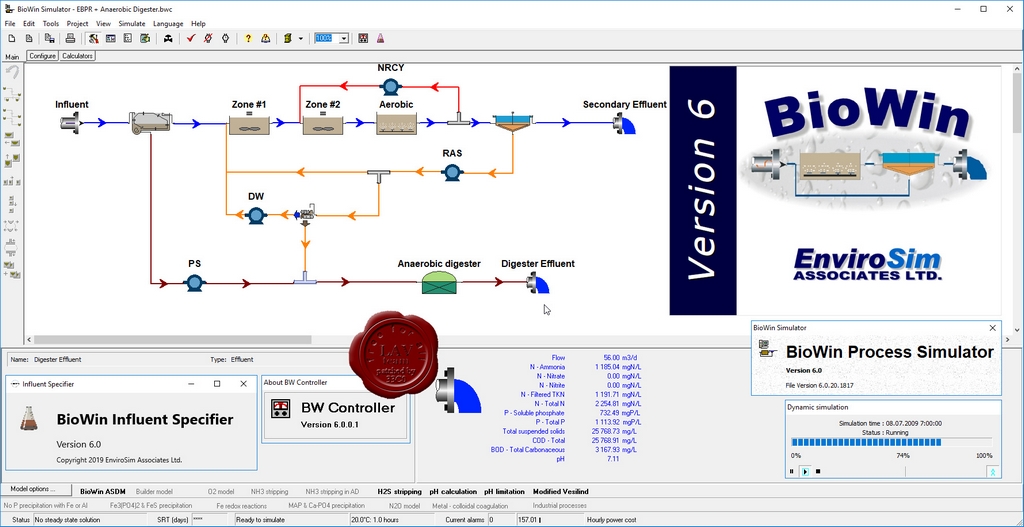 BioWin Simulator - EBPR + Anaerobic Digester.bwc
File Edit Tools Project View Simulate Language Help
100%
Main Configure Calculators
NRCY
Influent
Zone #1
Zone #2
Aerobic
Secondary Effluent
RAS
DW
PS
Anaerobic digester
Digester Effluent
Version 6
BioWin
EnviroSim
ASSOCIATES LTD.
Name: Digester Effluent
Type: Effluent
Influent Specifier
BioWin Influent Specifier
Version 6.0
Copyright 2019 EnviroSim Associates Ltd.
About BW Controller
BW Controller
Version 6.0.0.1
Flow 56.00 m3/d
N - Ammonia 1 185.04 mgN/L
N - Nitrate 0.00 mgN/L
N - Nitrite 0.00 mgN/L
N - Filtered TKN 1 191.71 mgN/L
N - Total N 2 254.81 mgN/L
P - Soluble phosphate 732.49 mgP/L
P - Total P 1 113.92 mgP/L
Total suspended solids 25 768.73 mg/L
COD - Total 25 768.91 mg/L
BOD - Total Carbonaceous 3 167.93 mg/L
pH 7.11
BioWin Simulator
BioWin Process Simulator
Version 6.0
File Version 6.0.20.1817
Dynamic simulation
Simulation time : 08.07.2009 7:00:00
Status : Running
0% 74% 100%
Model options ... BioWin ASDM Builder model O2 model NH3 stripping NH3 stripping in AD H2S stripping pH calculation pH limitation Modified Vesilind
No P precipitation with Fe or Al Fe3(PO4)2 & FeS precipitation Fe redox reactions MAP & Ca-PO4 precipitation N2O model Metal - colloidal coagulation Industrial processes
Status No steady state solution SRT (days) **** Ready to simulate 20.0°C: 1.0 hours Current alarms 0 157.01 Hourly power cost